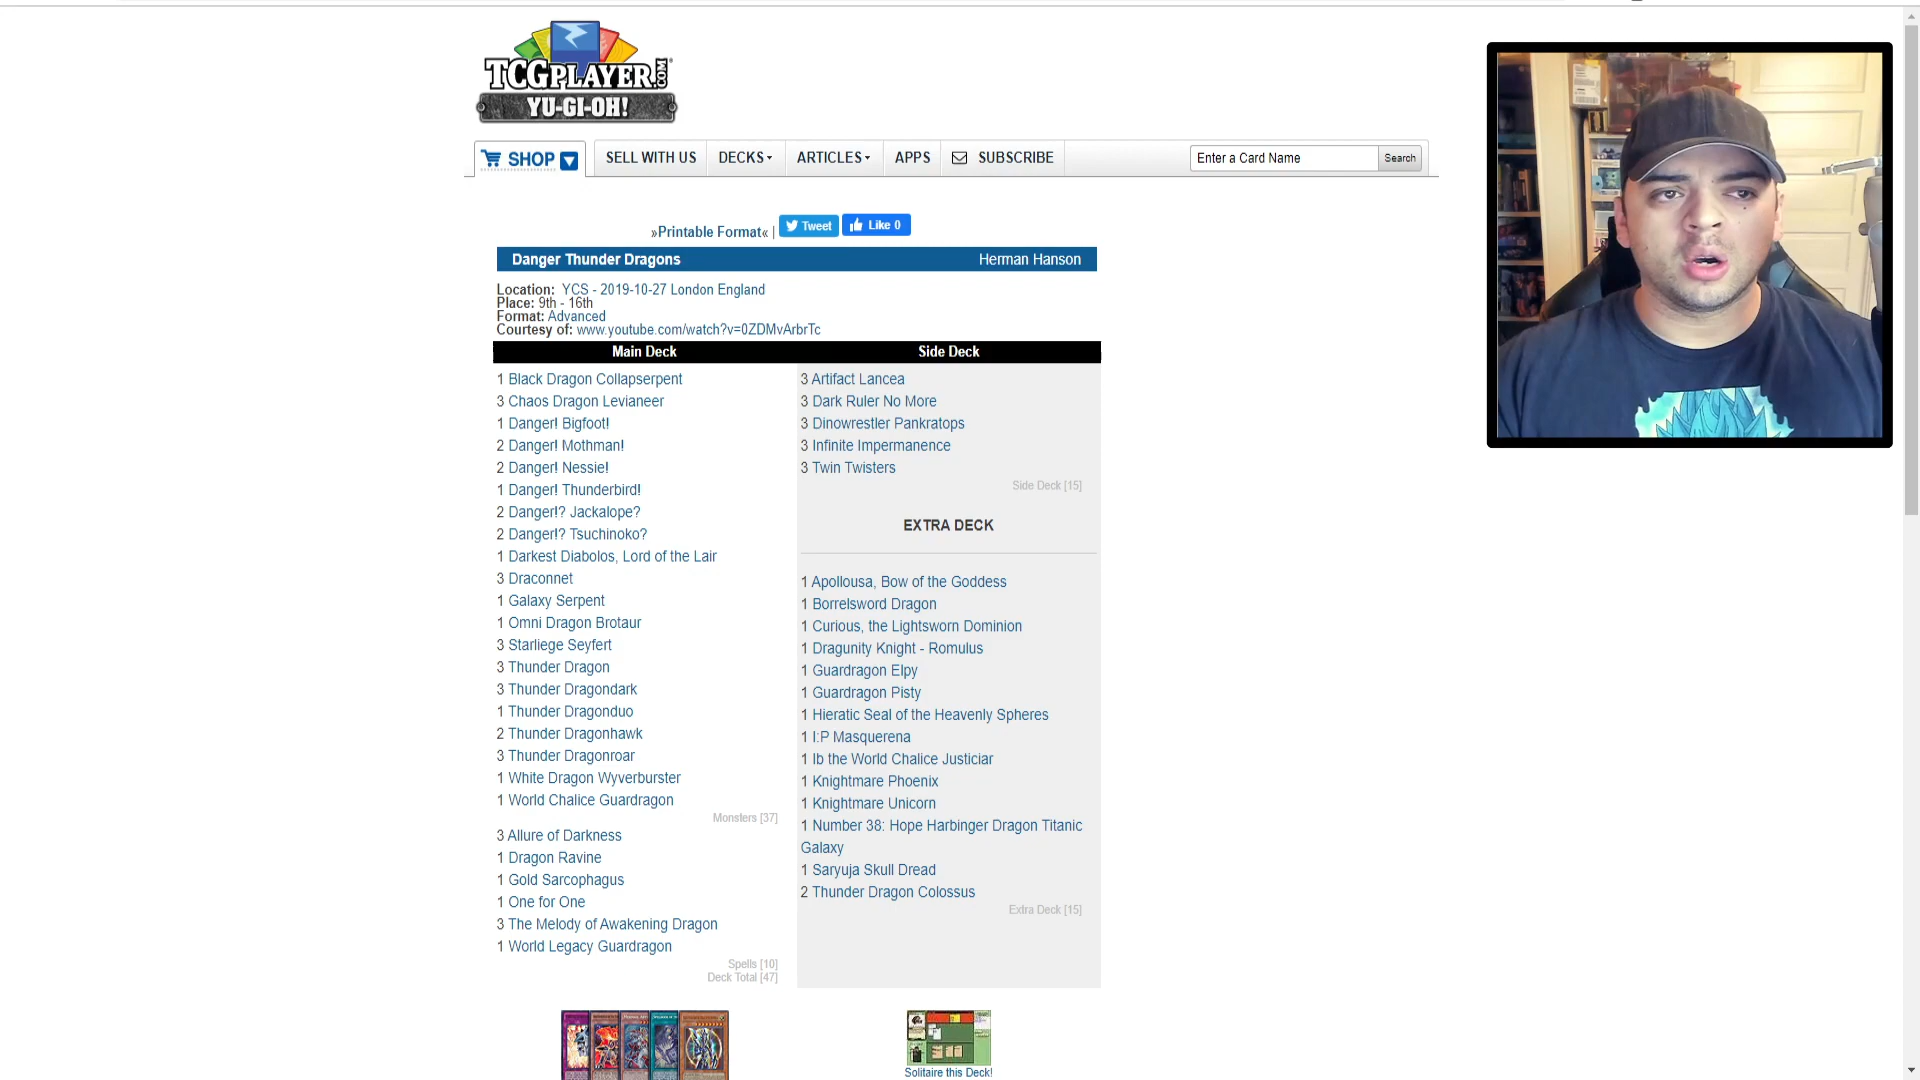 TCGPLAYER.COM
YU-GI-OH!
SHOP
SELL WITH US
DECKS
ARTICLES
APPS
SUBSCRIBE
Enter a Card Name
Search
»Printable Format« |
Tweet
Like 0
Danger Thunder Dragons
Herman Hanson
Location: YCS - 2019-10-27 London England
Place: 9th - 16th
Format: Advanced
Courtesy of: www.youtube.com/watch?v=0ZDMvArbrTc
Main Deck
1 Black Dragon Collapserpent
3 Chaos Dragon Levianeer
1 Danger! Bigfoot!
2 Danger! Mothman!
2 Danger! Nessie!
1 Danger! Thunderbird!
2 Danger!? Jackalope?
2 Danger!? Tsuchinoko?
1 Darkest Diabolos, Lord of the Lair
3 Draconnet
1 Galaxy Serpent
1 Omni Dragon Brotaur
3 Starliege Seyfert
3 Thunder Dragon
3 Thunder Dragondark
1 Thunder Dragonduo
2 Thunder Dragonhawk
3 Thunder Dragonroar
1 White Dragon Wyverburster
1 World Chalice Guardragon
Monsters [37]
3 Allure of Darkness
1 Dragon Ravine
1 Gold Sarcophagus
1 One for One
3 The Melody of Awakening Dragon
1 World Legacy Guardragon
Spells [10]
Deck Total [47]
Side Deck
3 Artifact Lancea
3 Dark Ruler No More
3 Dinowrestler Pankratops
3 Infinite Impermanence
3 Twin Twisters
Side Deck [15]
EXTRA DECK
1 Apollousa, Bow of the Goddess
1 Borrelsword Dragon
1 Curious, the Lightsworn Dominion
1 Dragunity Knight - Romulus
1 Guardragon Elpy
1 Guardragon Pisty
1 Hieratic Seal of the Heavenly Spheres
1 I:P Masquerena
1 Ib the World Chalice Justiciar
1 Knightmare Phoenix
1 Knightmare Unicorn
1 Number 38: Hope Harbinger Dragon Titanic
Galaxy
1 Saryuja Skull Dread
2 Thunder Dragon Colossus
Extra Deck [15]
Solitaire this Deck!